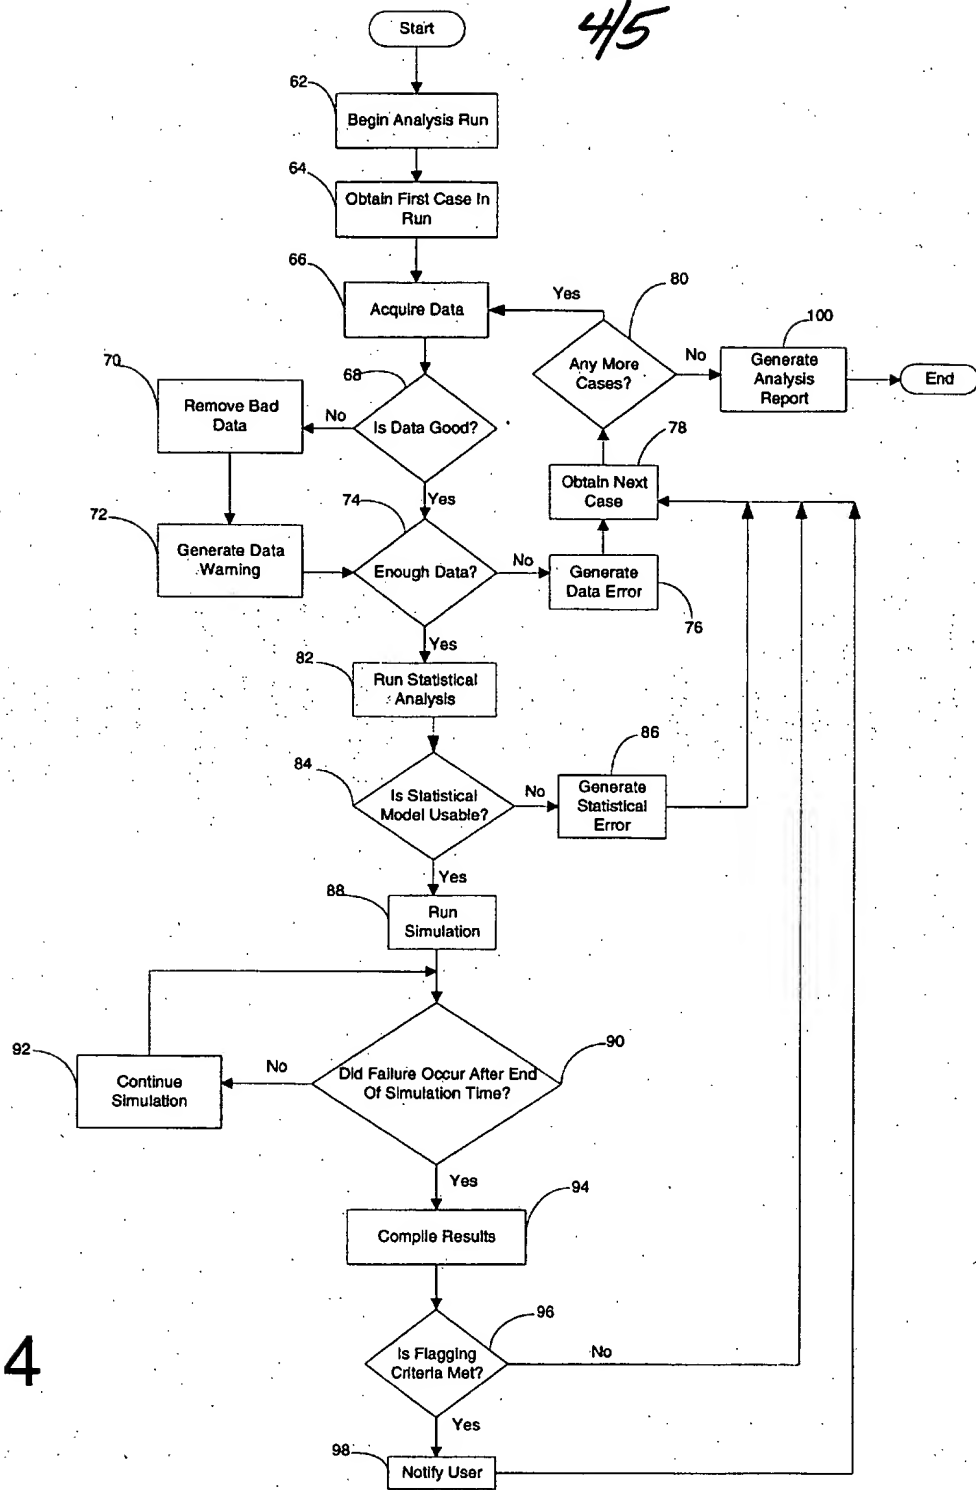 Start
4/5
62
Begin Analysis Run
64
Obtain First Case In
Run
66
Acquire Data
Yes
80
Any More
Cases?
No
100
Generate
Analysis
Report
End
70
Remove Bad
Data
No
68
Is Data Good?
Yes
78
Obtain Next
Case
72
Generate Data
Warning
74
Enough Data?
No
Generate
Data Error
76
Yes
82
Run Statistical
Analysis
84
Is Statistical
Model Usable?
No
86
Generate
Statistical
Error
Yes
88
Run
Simulation
92
Continue
Simulation
No
Did Failure Occur After End
Of Simulation Time?
90
Yes
94
Compile Results
96
Is Flagging
Criteria Met?
No
Yes
98
Notify User
4